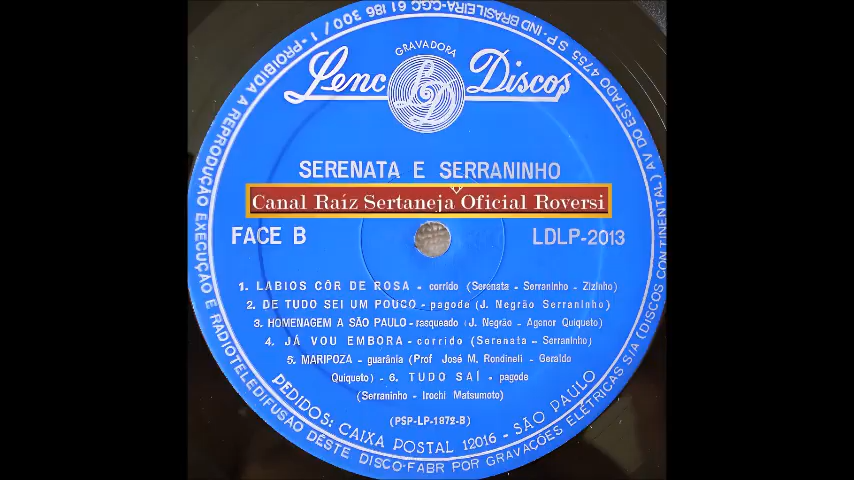 GRAVADORA
Lenc Discos
LD
SERENATA E SERRANINHO
Canal Raíz Sertaneja Oficial Roversi
FACE B
LDLP-2013
1. LABIOS CÔR DE ROSA - corrido (Serenata - Serraninho - Zizinho)
2. DE TUDO SEI UM POUCO - pagode (J. Negrão Serraninho)
3. HOMENAGEM A SÃO PAULO - rasqueado (J. Negrão - Agenor Quiqueto)
4. JÁ VOU EMBORA - corrido (Serenata - Serraninho)
5. MARIPOZA - guarânia (Prof José M. Rondineli - Geraldo
Quiqueto) - 6. TUDO SAÍ - pagode
(Serraninho - Irochi Matsumoto)
(PSP-LP-1872-B)
PEDIDOS: CAIXA POSTAL 12016 - SÃO PAULO
1 - PROIBIDA A REPRODUÇÃO EXECUÇÃO E RADIOTELEDIFUSÃO DÊSTE DISCO-FABR POR GRAVAÇÕES ELÉTRICAS S/A (DISCOS CONTINENTAL) AV DO ESTADO 4755 S P - IND BRASILEIRA-CGC 61 186 300 /